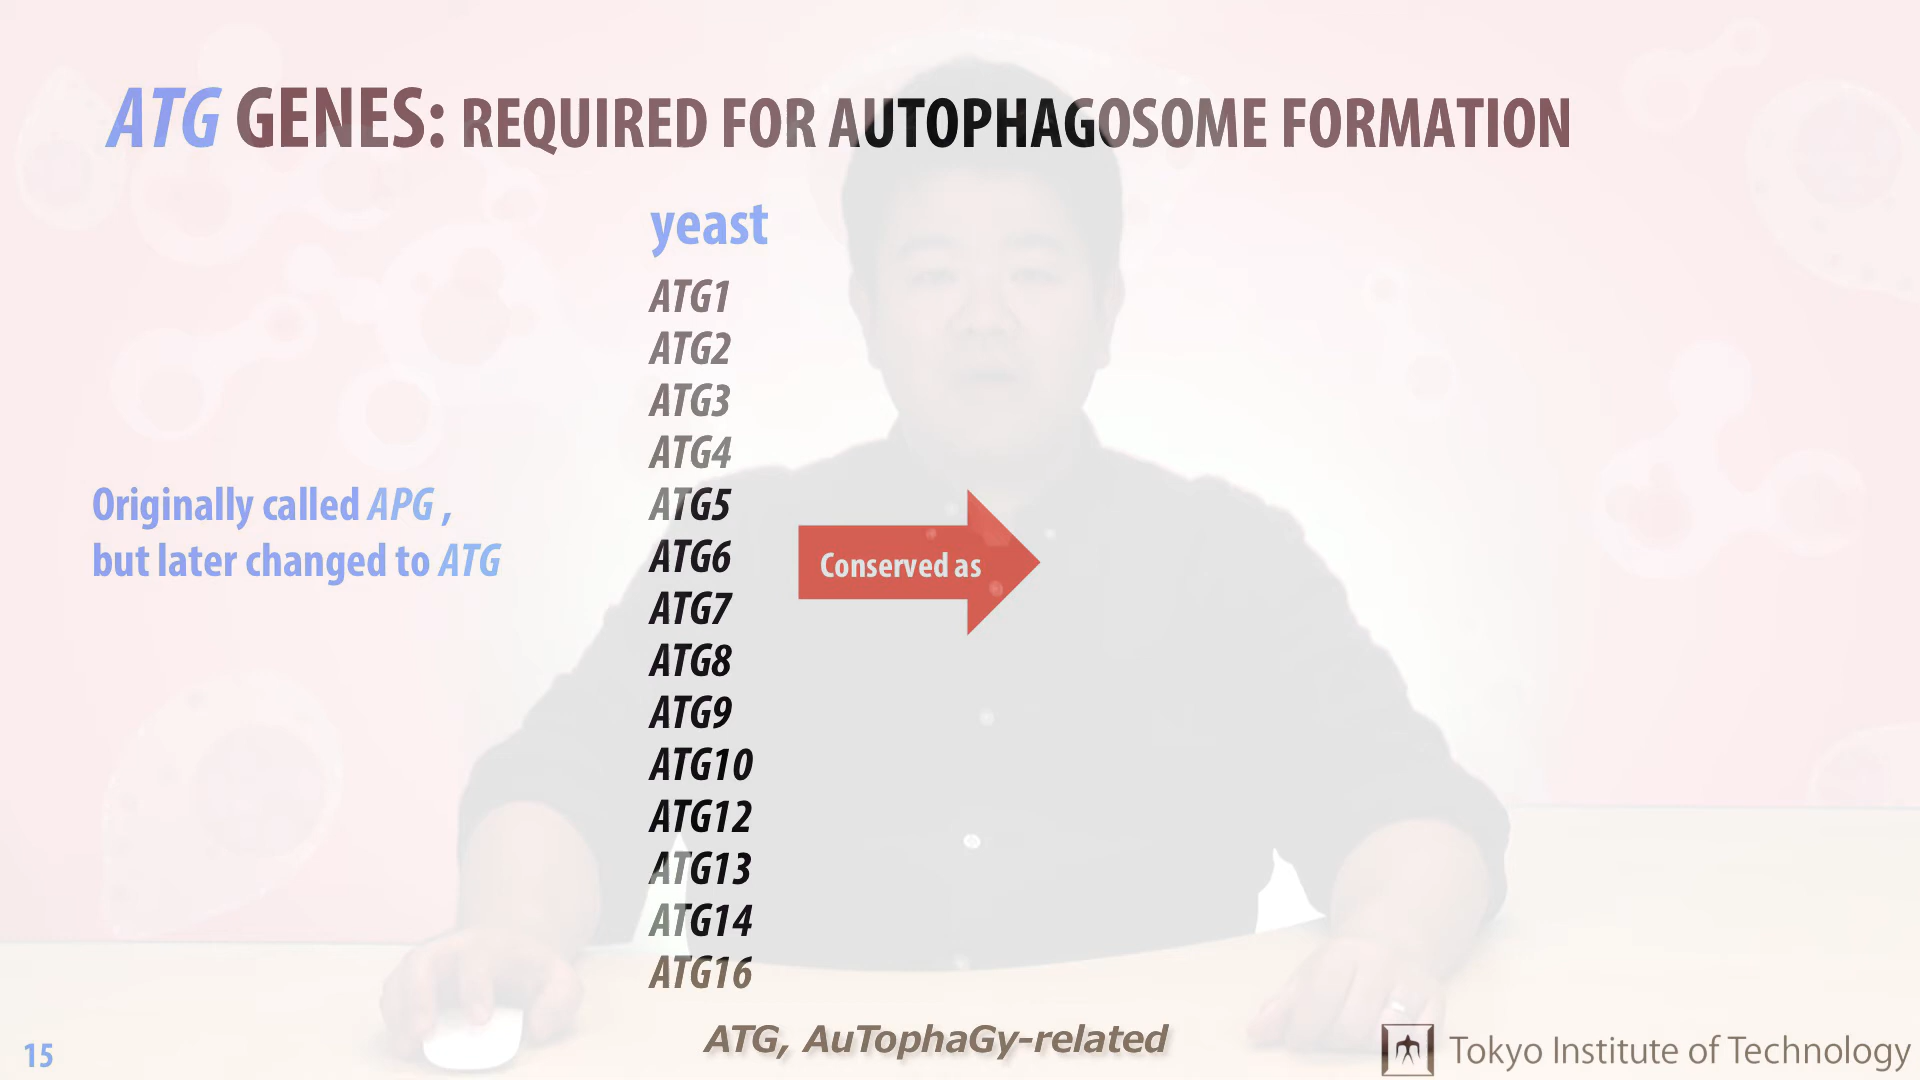 ATG GENES: REQUIRED FOR AUTOPHAGOSOME FORMATION
yeast
ATG1
ATG2
ATG3
ATG4
ATG5
ATG6
ATG7
ATG8
ATG9
ATG10
ATG12
ATG13
ATG14
ATG16
Originally called APG ,
but later changed to ATG
Conserved as
ATG, AuTophaGy-related
15
Tokyo Institute of Technology